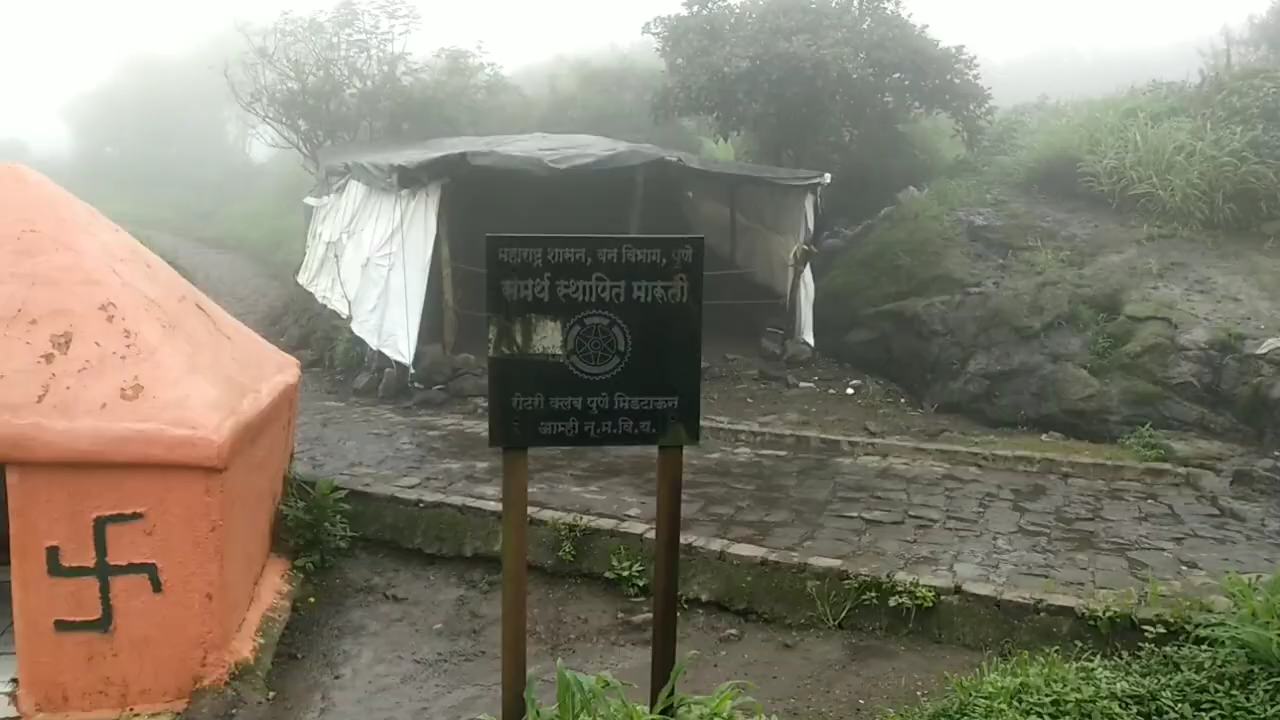 महाराष्ट्र शासन, वन विभाग, पुणे
समर्थ स्थापित मारूती
रोटरी क्लब पुणे मिडटाऊन
आम्ही नू.म.वि.य.